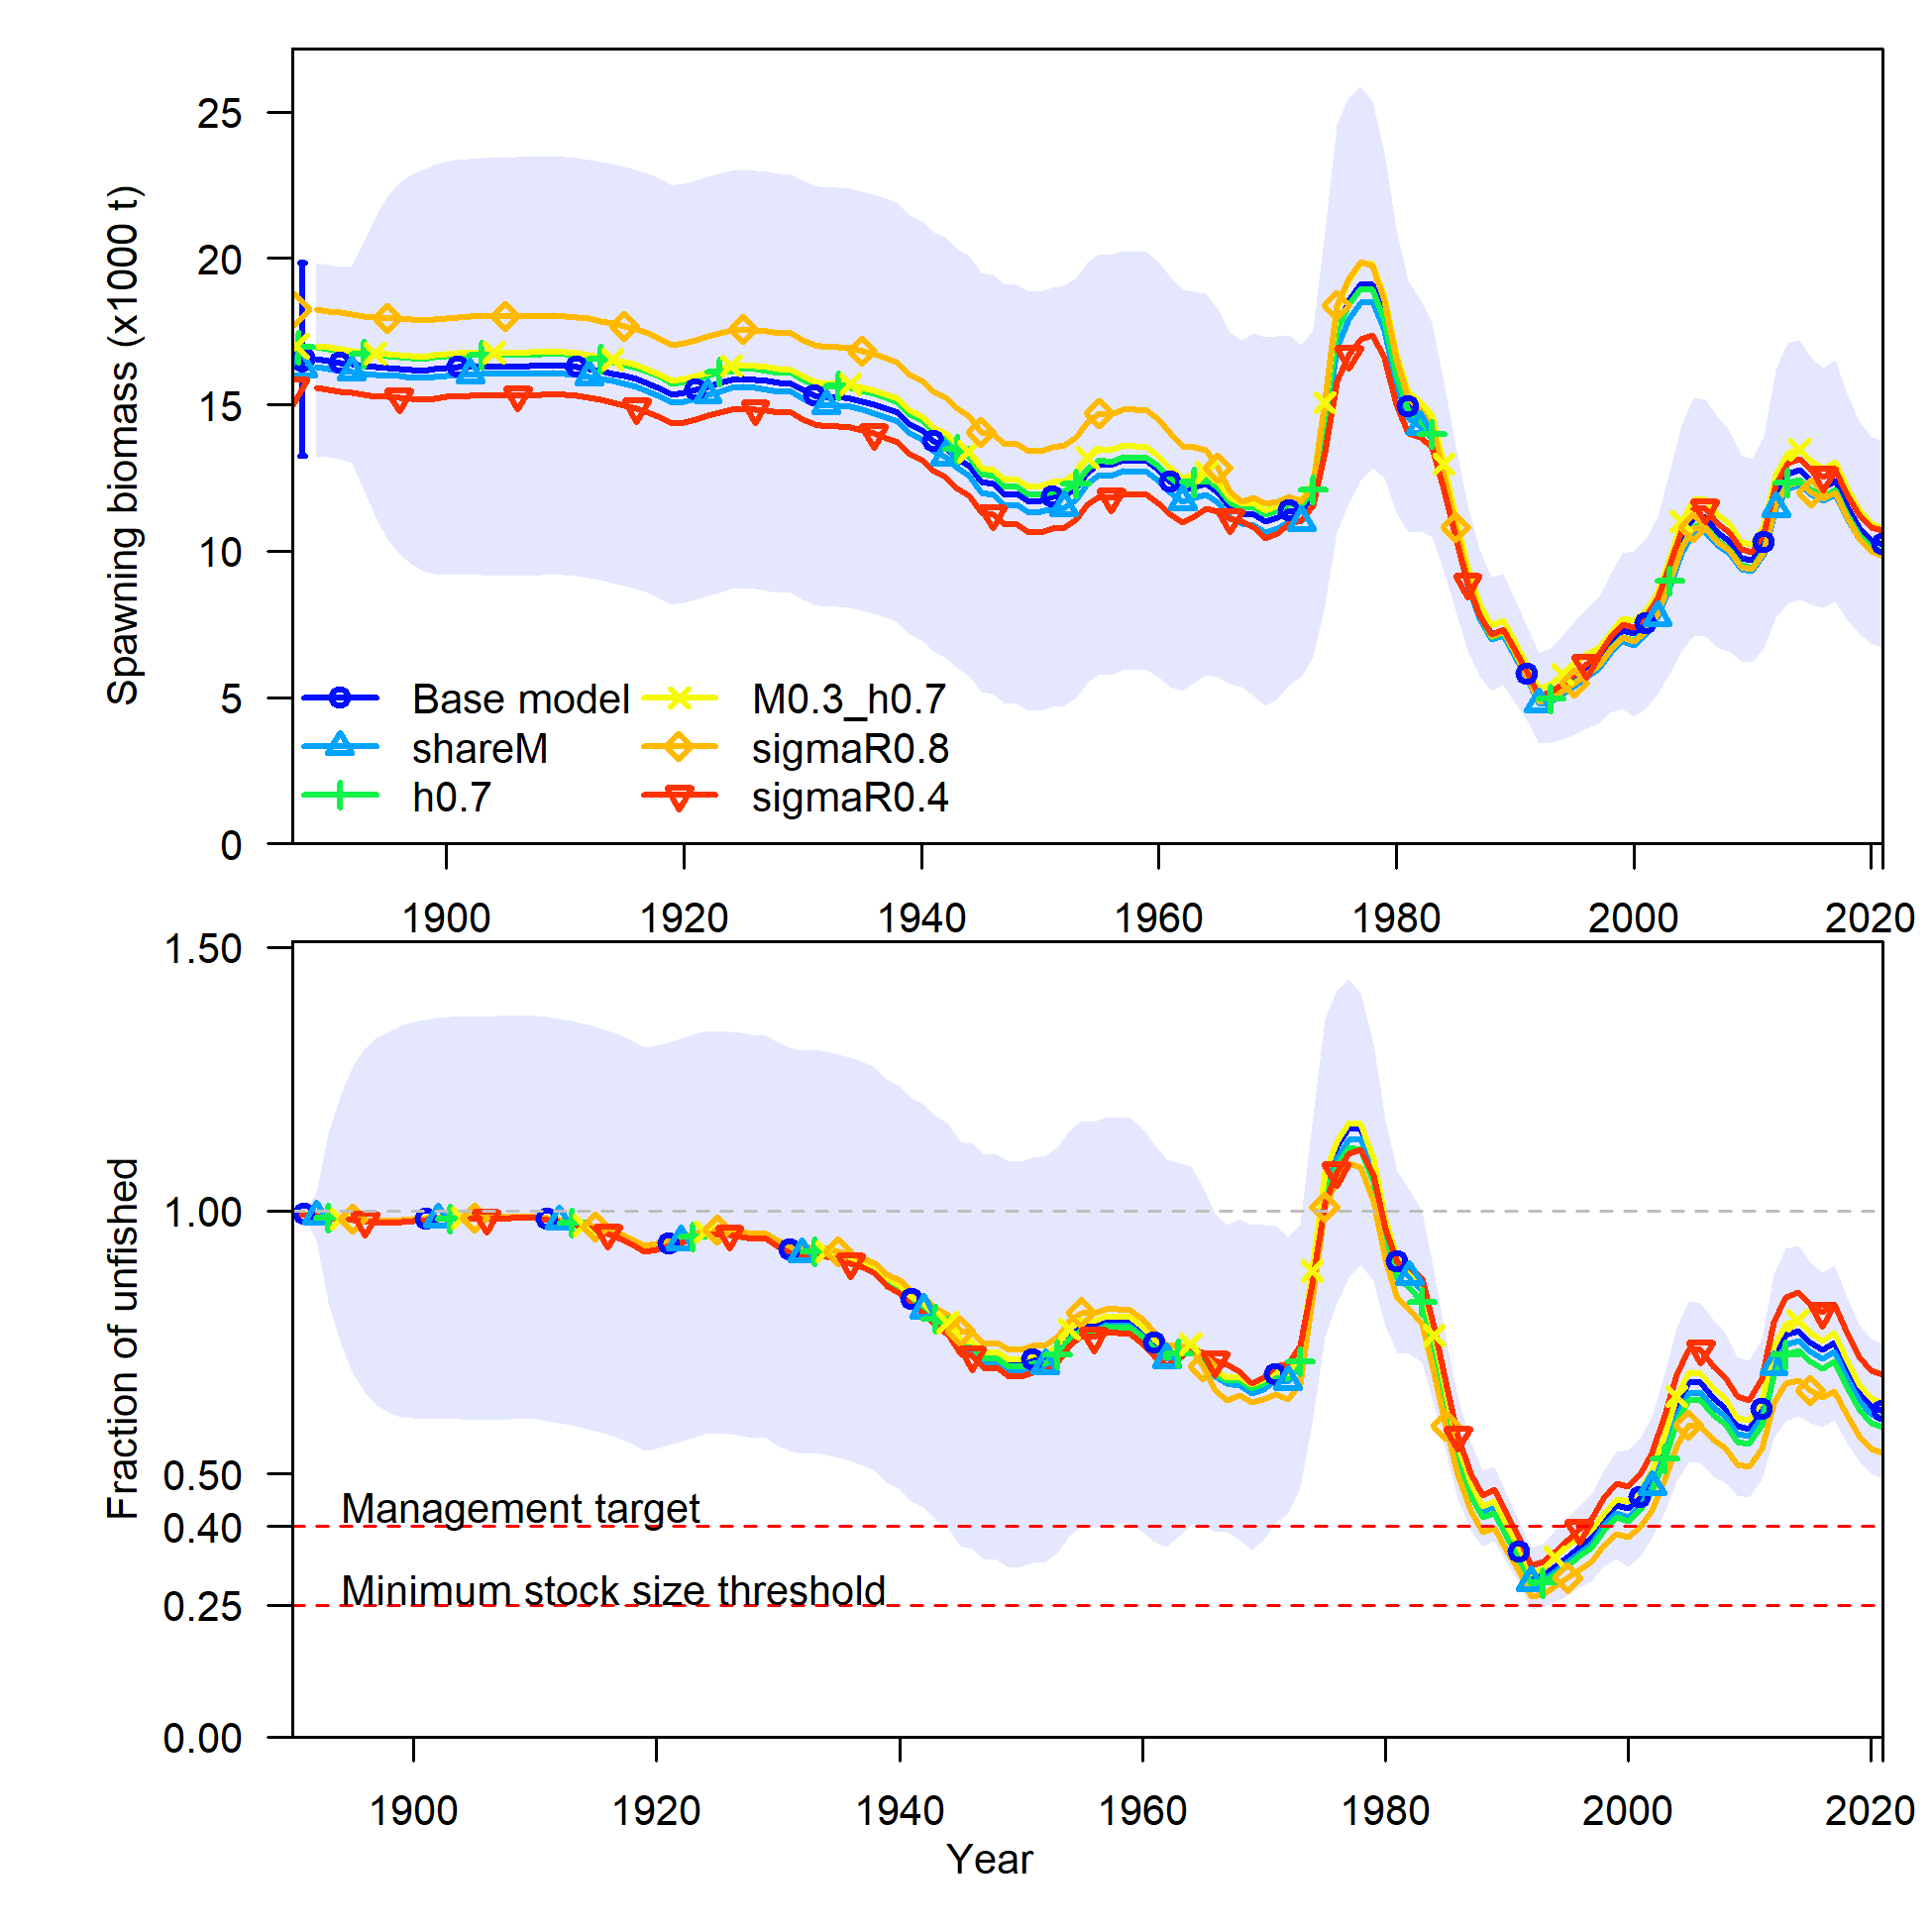 Spawning biomass (x1000 t)
25
20
15
10
5
0
Base model
shareM
h0.7
M0.3_h0.7
sigmaR0.8
sigmaR0.4
1900 1920 1940 1960 1980 2000 2020
Fraction of unfished
1.50
1.00
0.50
0.40
0.25
0.00
Management target
Minimum stock size threshold
1900 1920 1940 1960 1980 2000 2020
Year